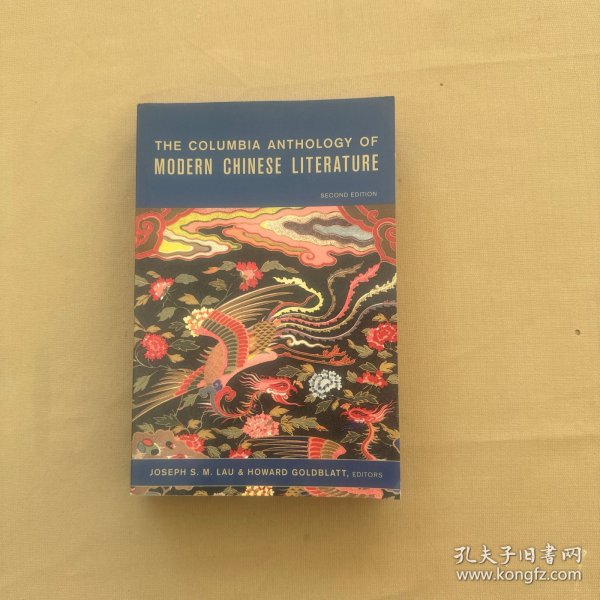 THE COLUMBIA ANTHOLOGY OF
MODERN CHINESE LITERATURE
SECOND EDITION
JOSEPH S. M. LAU & HOWARD GOLDBLATT, EDITORS
孔夫子旧书网
www.kongfz.com